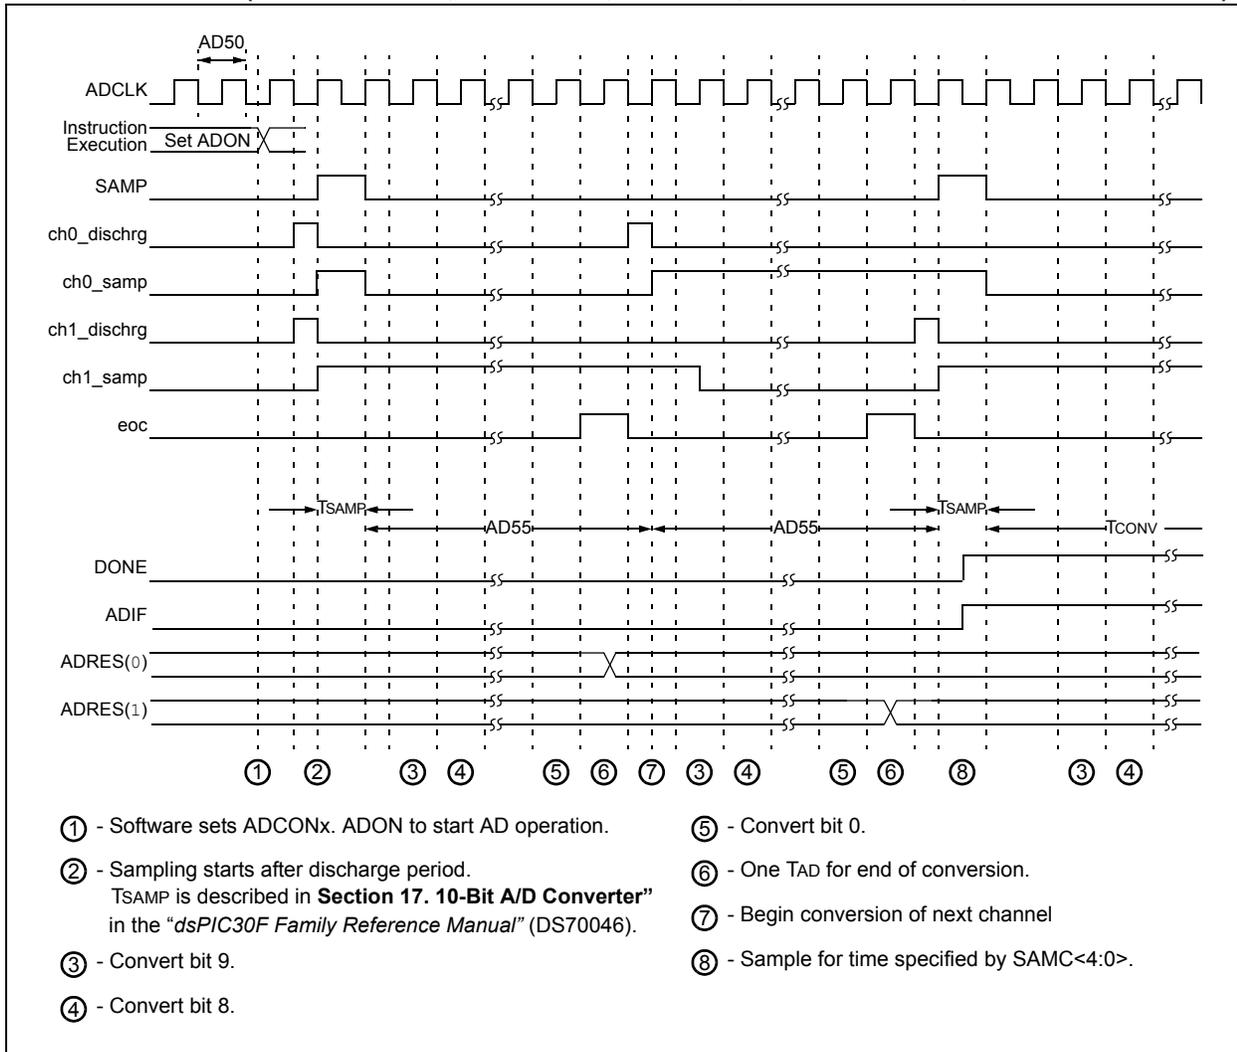 AD50
ADCLK
Instruction
Execution
Set ADON
SAMP
ch0_dischrg
ch0_samp
ch1_dischrg
ch1_samp
eoc
TSAMP
TSAMP
AD55
AD55
TCONV
DONE
ADIF
ADRES(0)
ADRES(1)
1 2 3 4 5 6 7 3 4 5 6 8 3 4
1 - Software sets ADCONx. ADON to start AD operation.
2 - Sampling starts after discharge period.
TSAMP is described in Section 17. 10-Bit A/D Converter”
in the “dsPIC30F Family Reference Manual” (DS70046).
3 - Convert bit 9.
4 - Convert bit 8.
5 - Convert bit 0.
6 - One TAD for end of conversion.
7 - Begin conversion of next channel
8 - Sample for time specified by SAMC<4:0>.